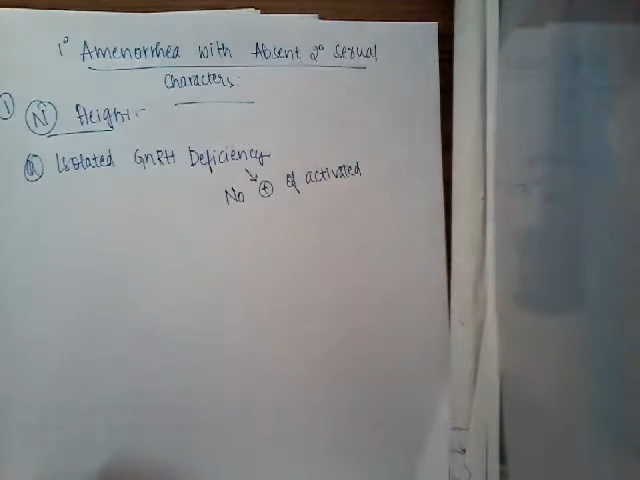 1° Amenorrhea with Absent 2° Sexual
Characters:
① Ⓝ Height:-
ⓐ Isolated GnRH Deficiency
↘
No ⊕ of activated